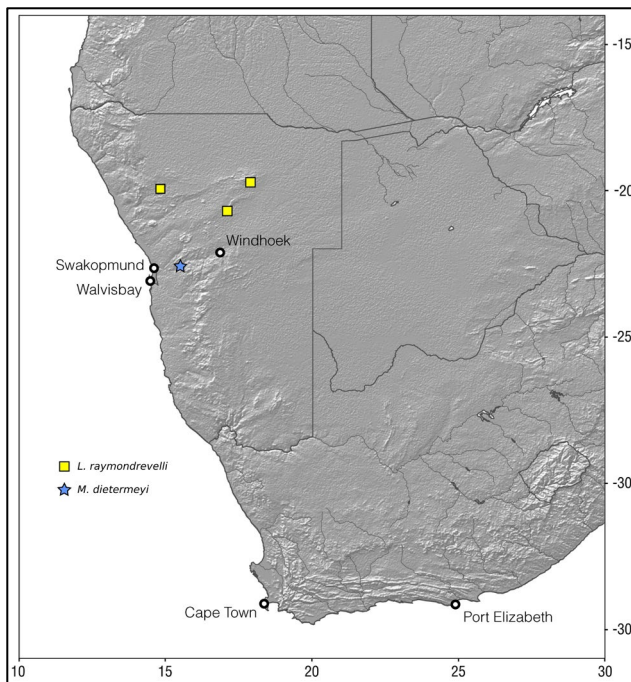 -15
-20
Windhoek
Swakopmund
Walvisbay
-25
L. raymondrevelli
M. dietermeyi
-30
Cape Town
Port Elizabeth
-30
10
15
20
25
30